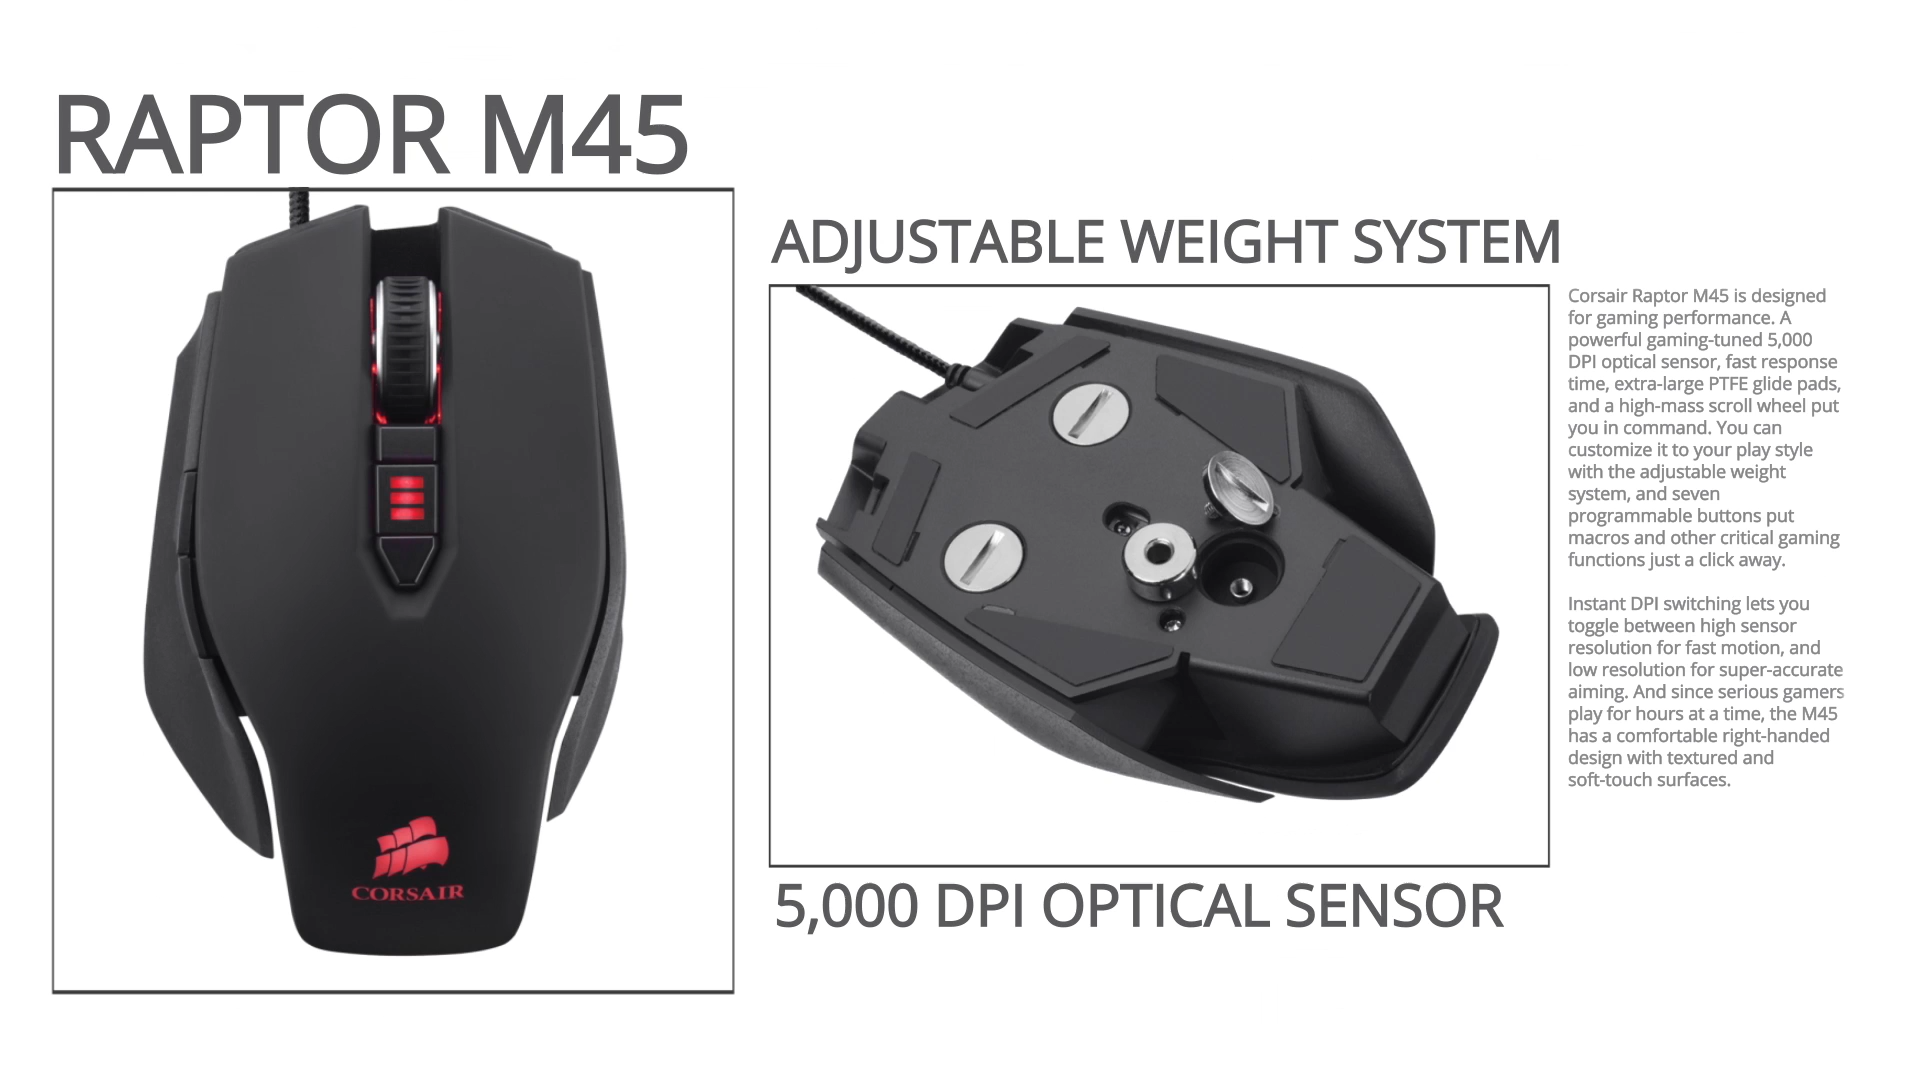 RAPTOR M45
CORSAIR
ADJUSTABLE WEIGHT SYSTEM
5,000 DPI OPTICAL SENSOR
Corsair Raptor M45 is designed
for gaming performance. A
powerful gaming-tuned 5,000
DPI optical sensor, fast response
time, extra-large PTFE glide pads,
and a high-mass scroll wheel put
you in command. You can
customize it to your play style
with the adjustable weight
system, and seven
programmable buttons put
macros and other critical gaming
functions just a click away.
Instant DPI switching lets you
toggle between high sensor
resolution for fast motion, and
low resolution for super-accurate
aiming. And since serious gamers
play for hours at a time, the M45
has a comfortable right-handed
design with textured and
soft-touch surfaces.